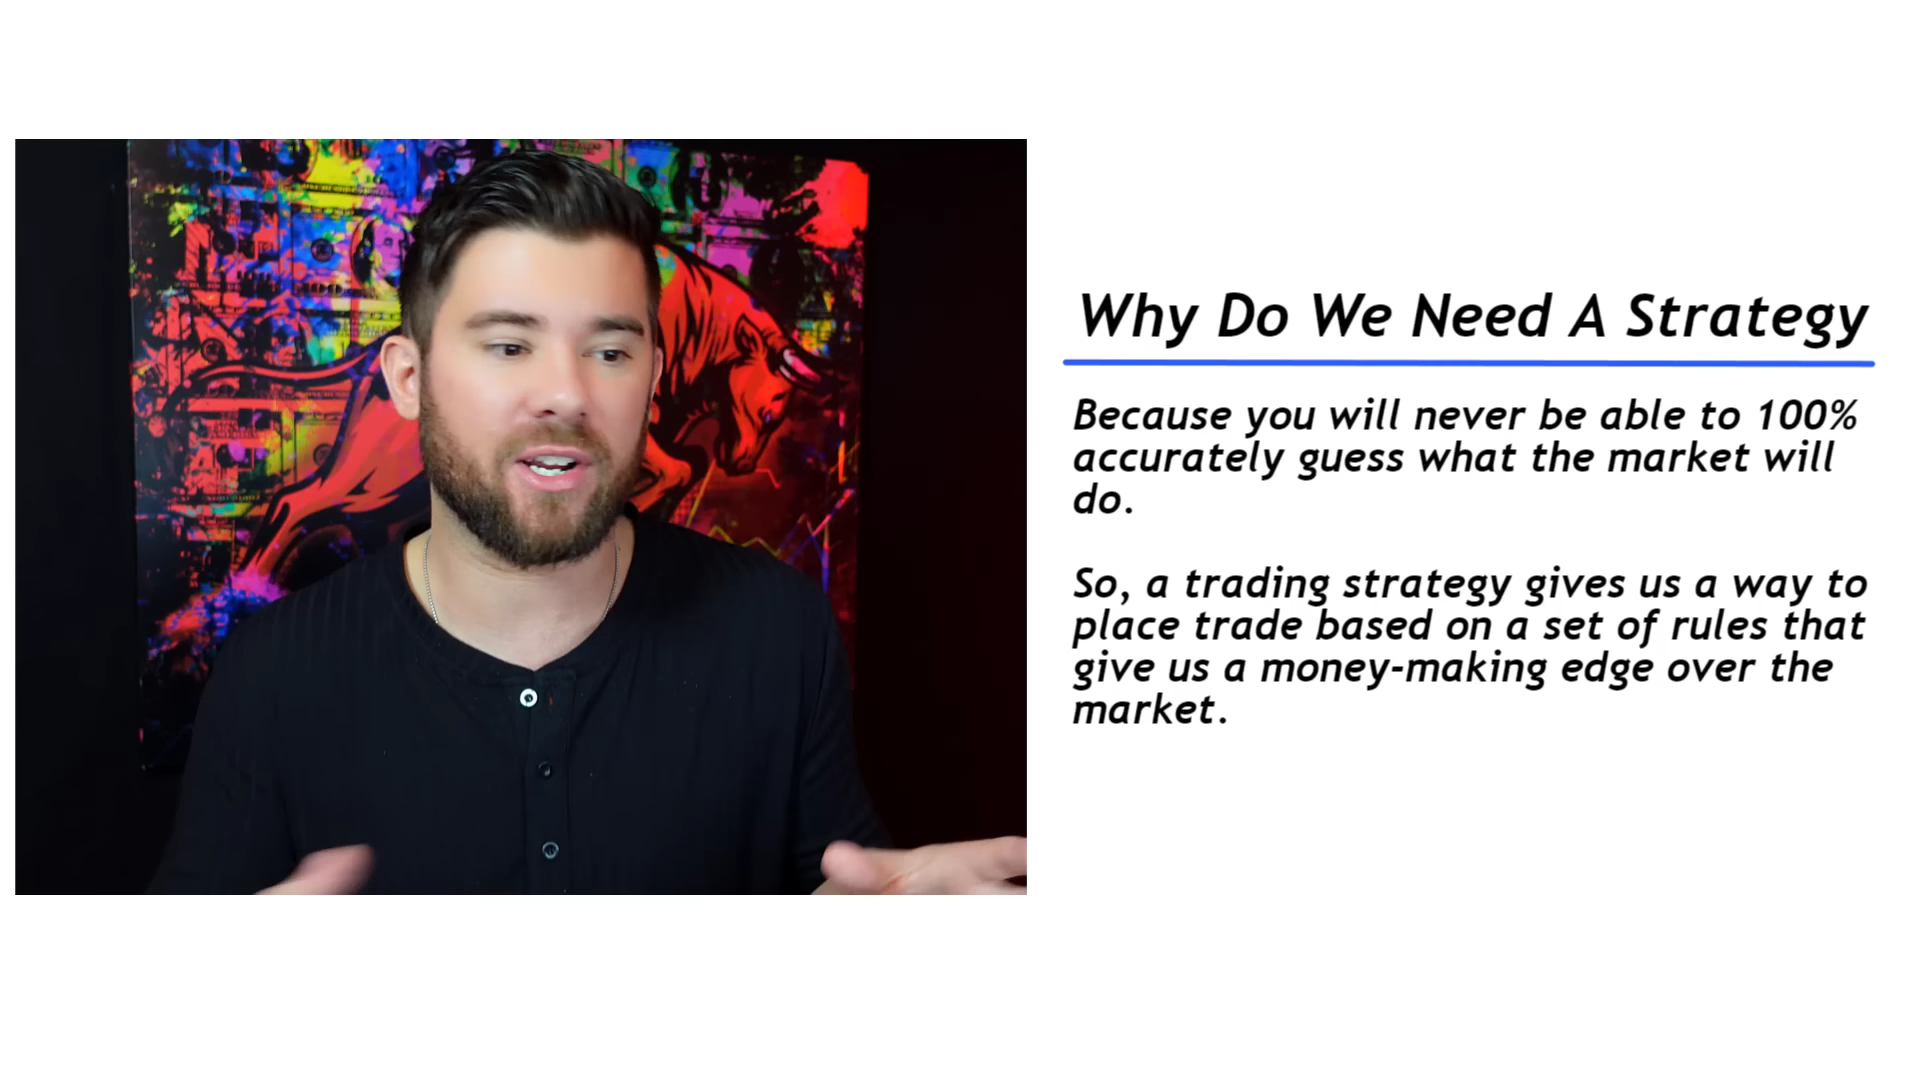 Why Do We Need A Strategy
Because you will never be able to 100%
accurately guess what the market will
do.
So, a trading strategy gives us a way to
place trade based on a set of rules that
give us a money-making edge over the
market.